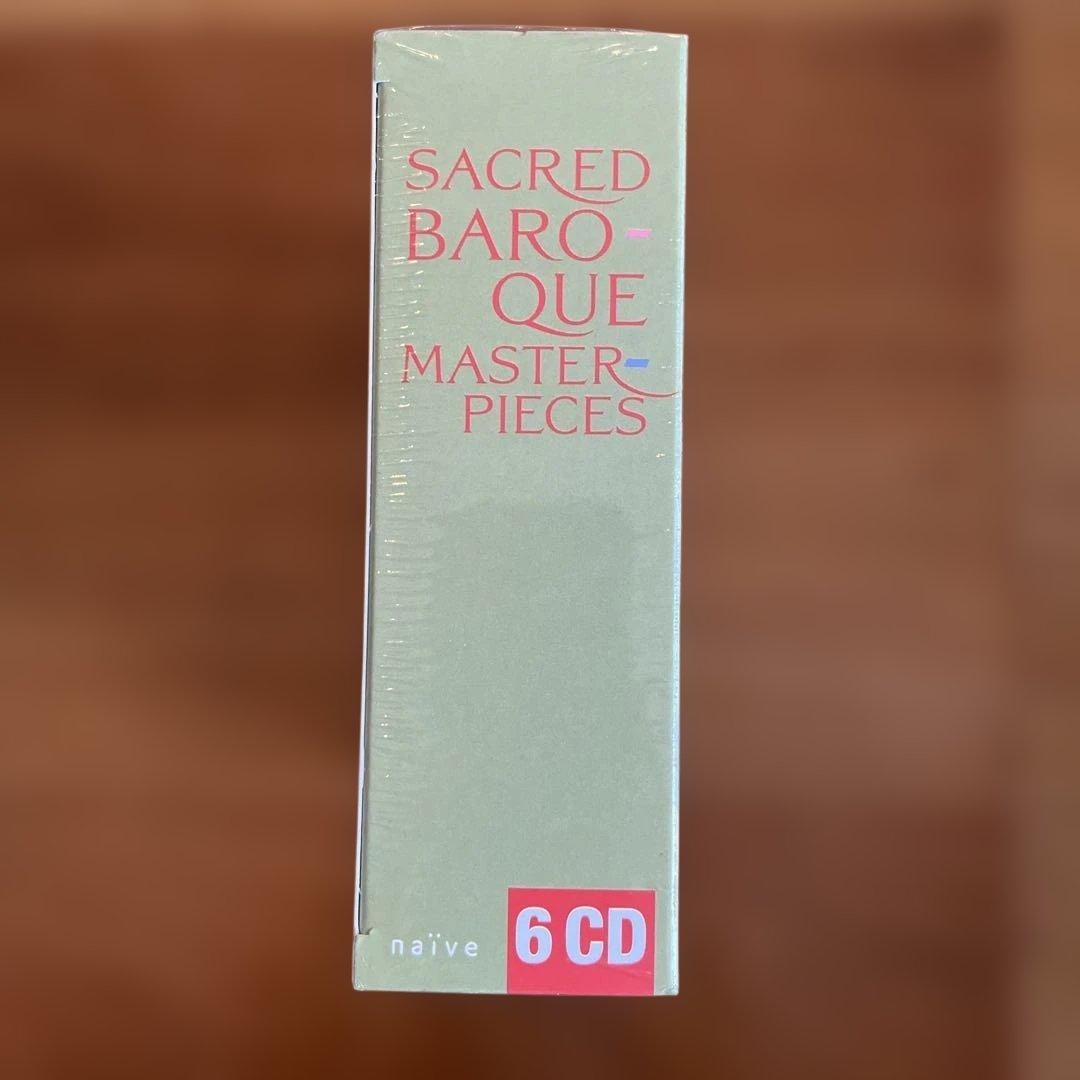 SACRED
BARO-
QUE
MASTER-
PIECES
naïve
6 CD